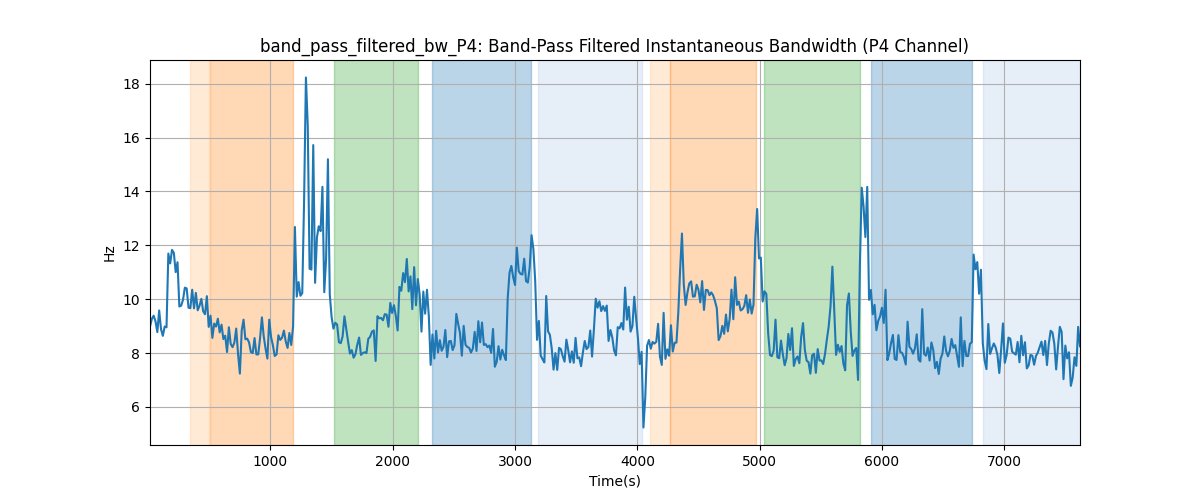 band_pass_filtered_bw_P4: Band-Pass Filtered Instantaneous Bandwidth (P4 Channel)
18
16
14
12
10
8
6
Hz
1000 2000 3000 4000 5000 6000 7000
Time(s)